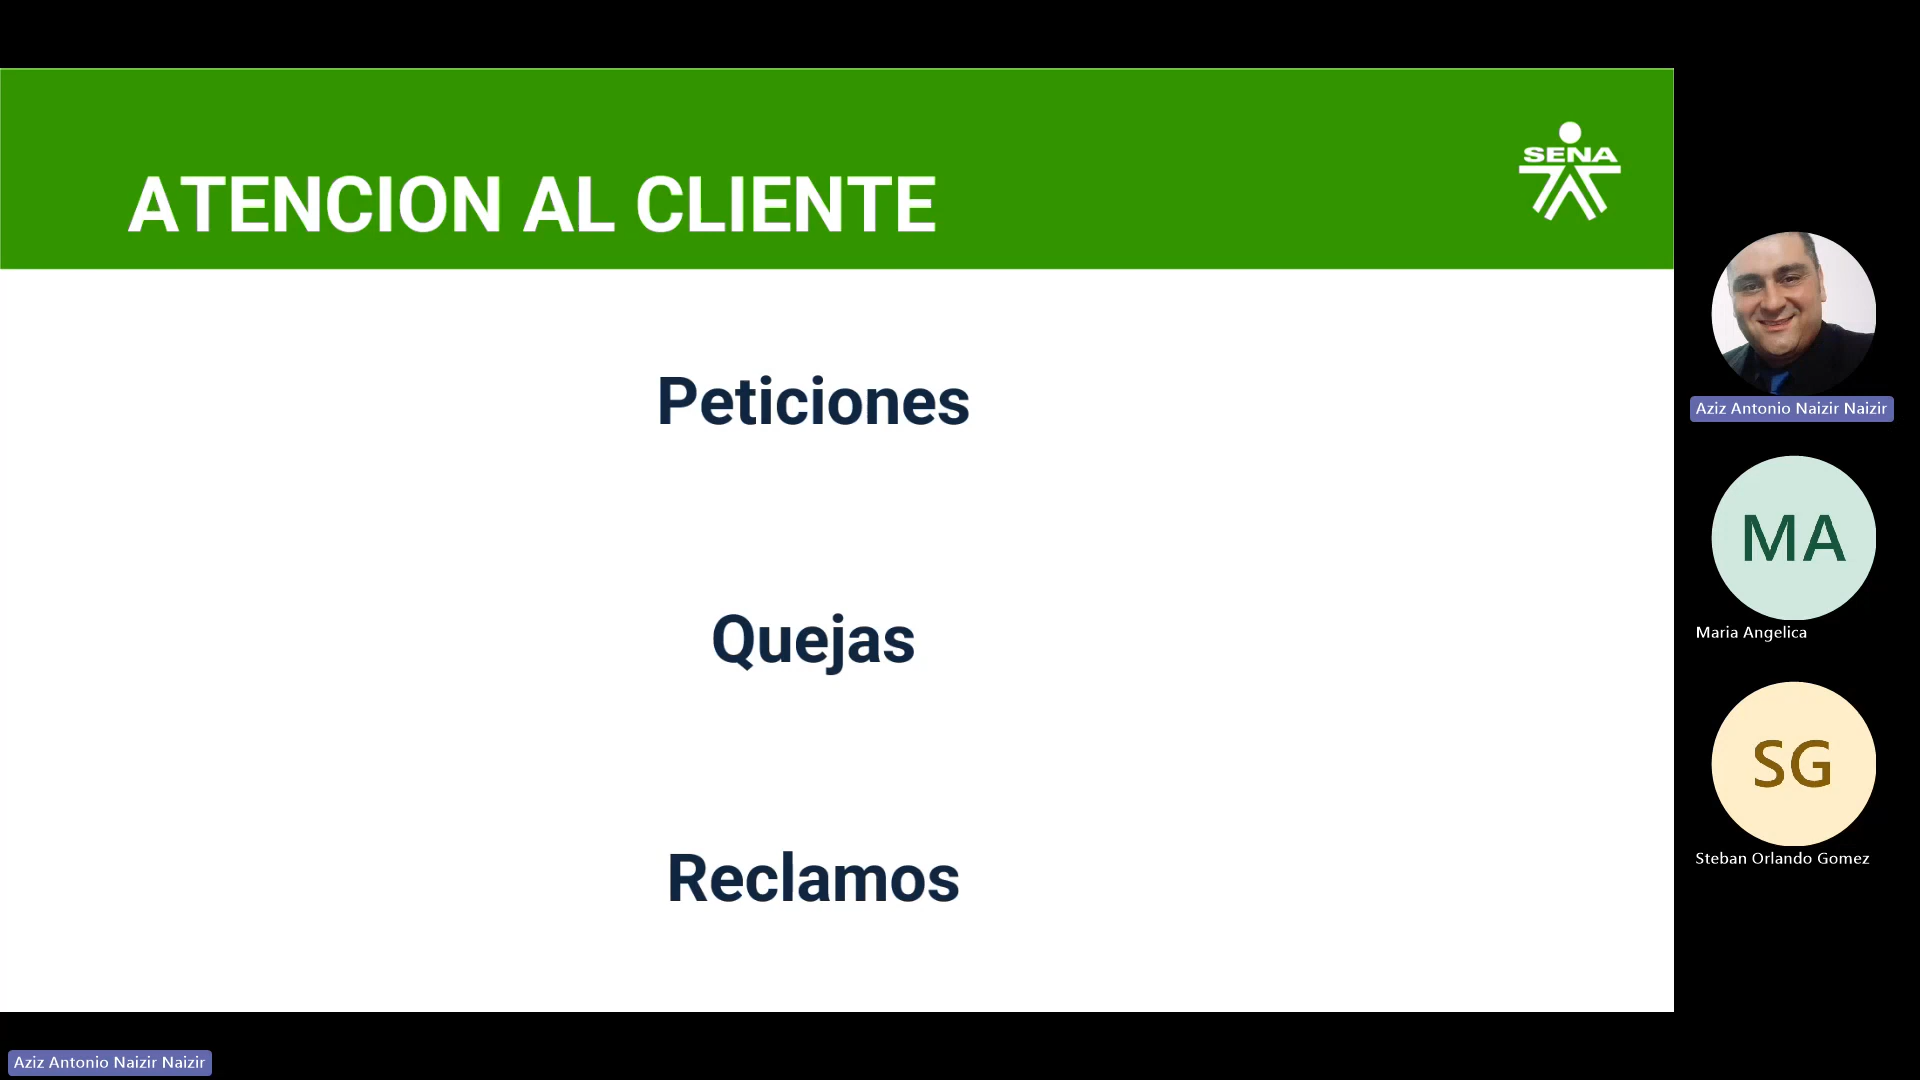 ATENCION AL CLIENTE
SENA
Peticiones
Quejas
Reclamos
Aziz Antonio Naizir Naizir
MA
Maria Angelica
SG
Steban Orlando Gomez
Aziz Antonio Naizir Naizir